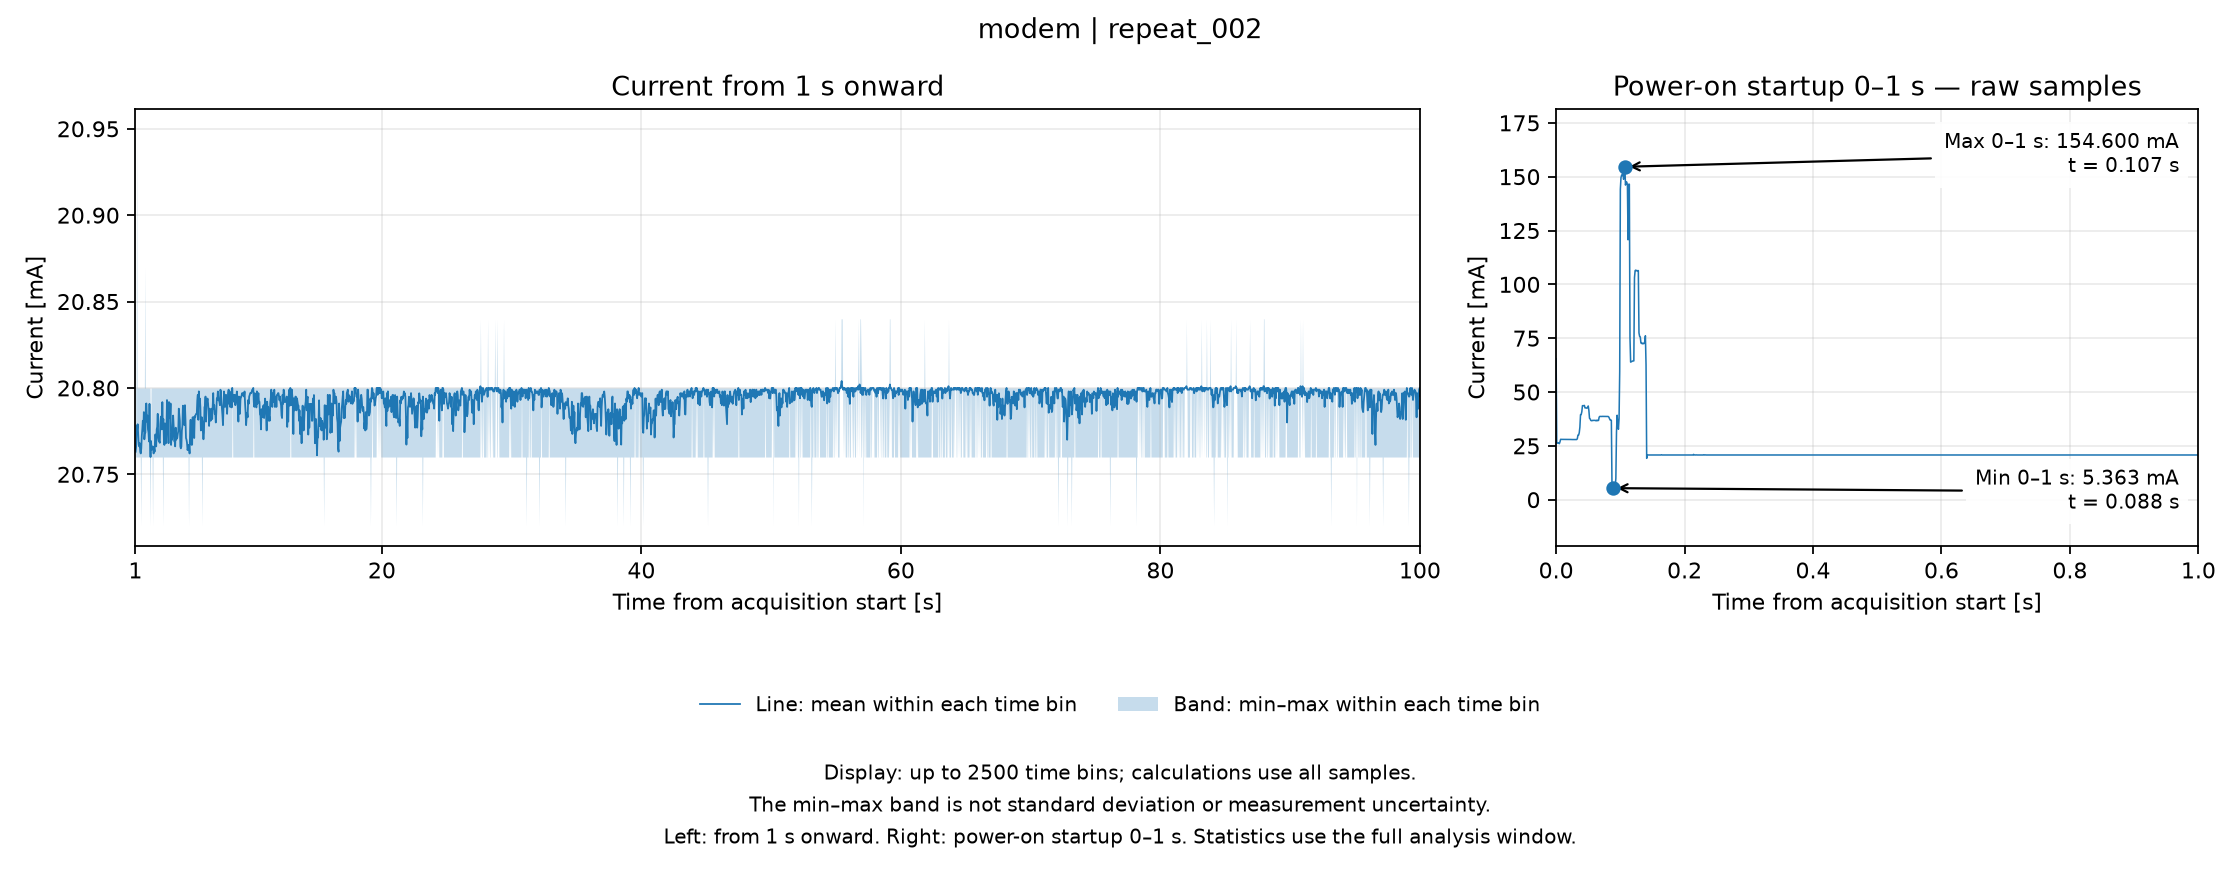 modem | repeat_002
Current from 1 s onward
Current [mA]
20.95
20.90
20.85
20.80
20.75
1
20
40
60
80
100
Time from acquisition start [s]
Power-on startup 0–1 s — raw samples
Current [mA]
175
150
125
100
75
50
25
0
Max 0–1 s: 154.600 mA
t = 0.107 s
Min 0–1 s: 5.363 mA
t = 0.088 s
0.0
0.2
0.4
0.6
0.8
1.0
Time from acquisition start [s]
Line: mean within each time bin
Band: min–max within each time bin
Display: up to 2500 time bins; calculations use all samples.
The min–max band is not standard deviation or measurement uncertainty.
Left: from 1 s onward. Right: power-on startup 0–1 s. Statistics use the full analysis window.